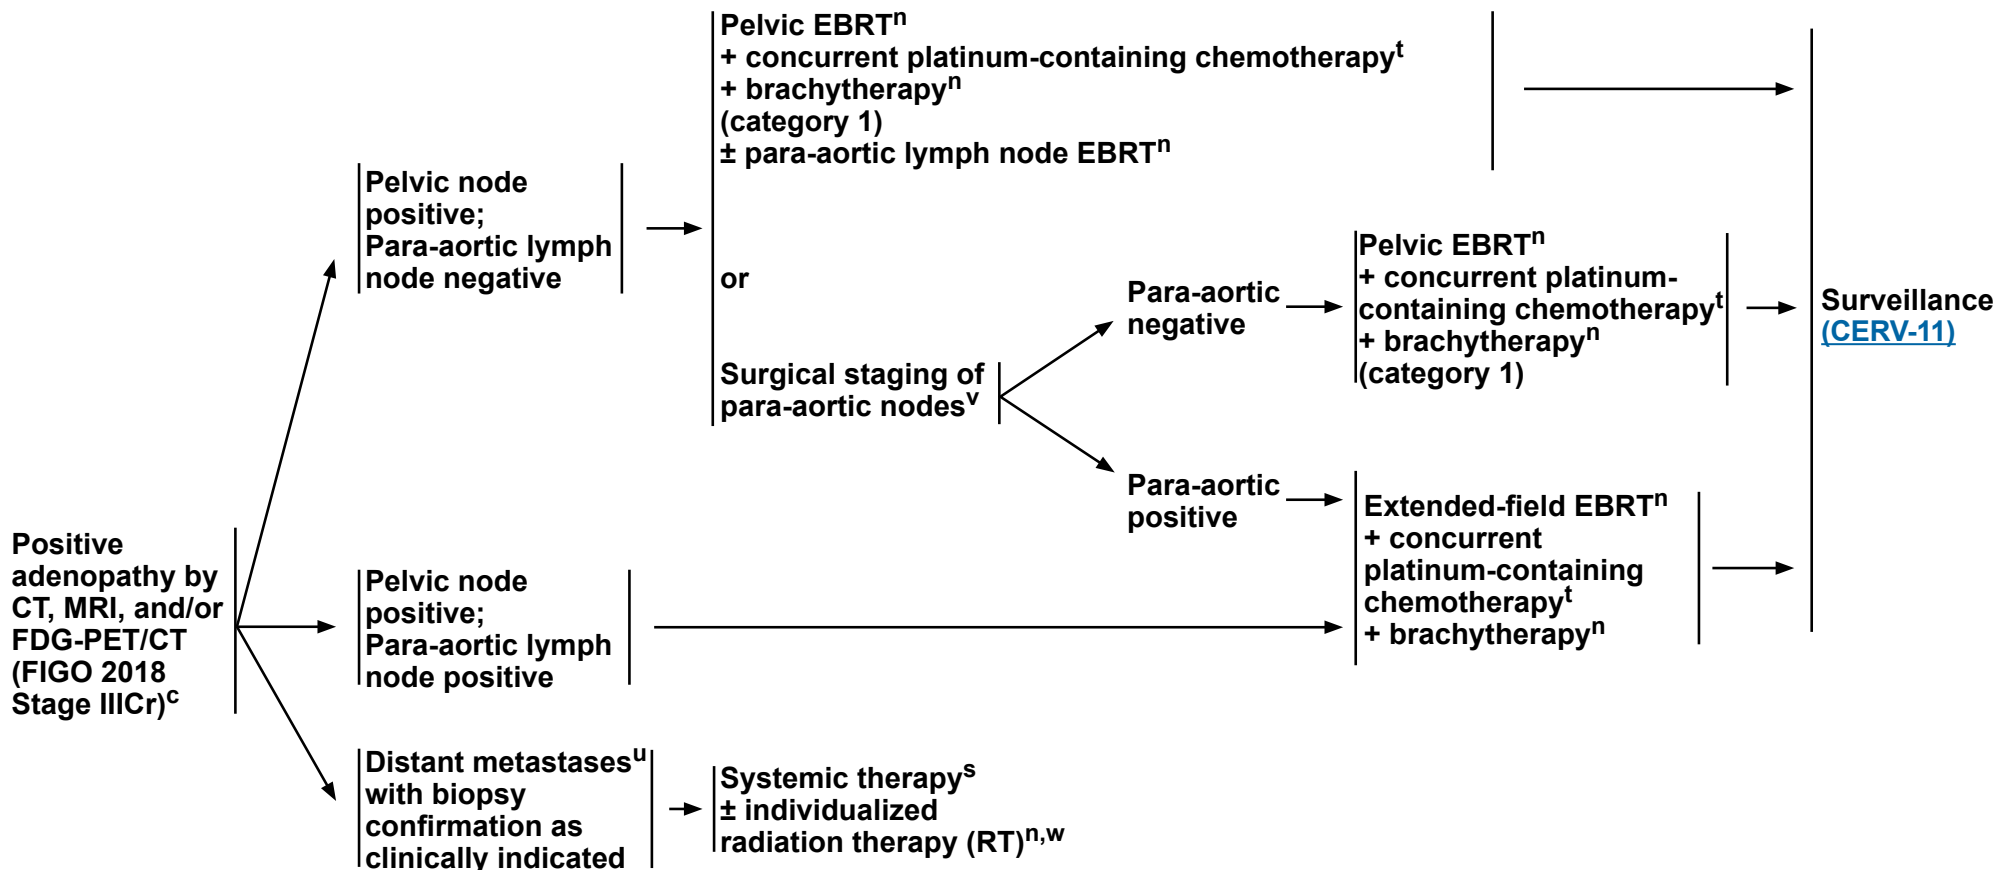 Positive
adenopathy by
CT, MRI, and/or
FDG-PET/CT
(FIGO 2018
Stage IIICr)c
Pelvic node
positive;
Para-aortic lymph
node negative
Pelvic EBRTn
+ concurrent platinum-containing chemotherapyt
+ brachytherapyn
(category 1)
± para-aortic lymph node EBRTn
or
Surgical staging of
para-aortic nodesv
Para-aortic
negative
Pelvic EBRTn
+ concurrent platinum-
containing chemotherapyt
+ brachytherapyn
(category 1)
Para-aortic
positive
Extended-field EBRTn
+ concurrent
platinum-containing
chemotherapyt
+ brachytherapyn
Surveillance
(CERV-11)
Pelvic node
positive;
Para-aortic lymph
node positive
Distant metastasesu
with biopsy
confirmation as
clinically indicated
Systemic therapys
± individualized
radiation therapy (RT)n,w